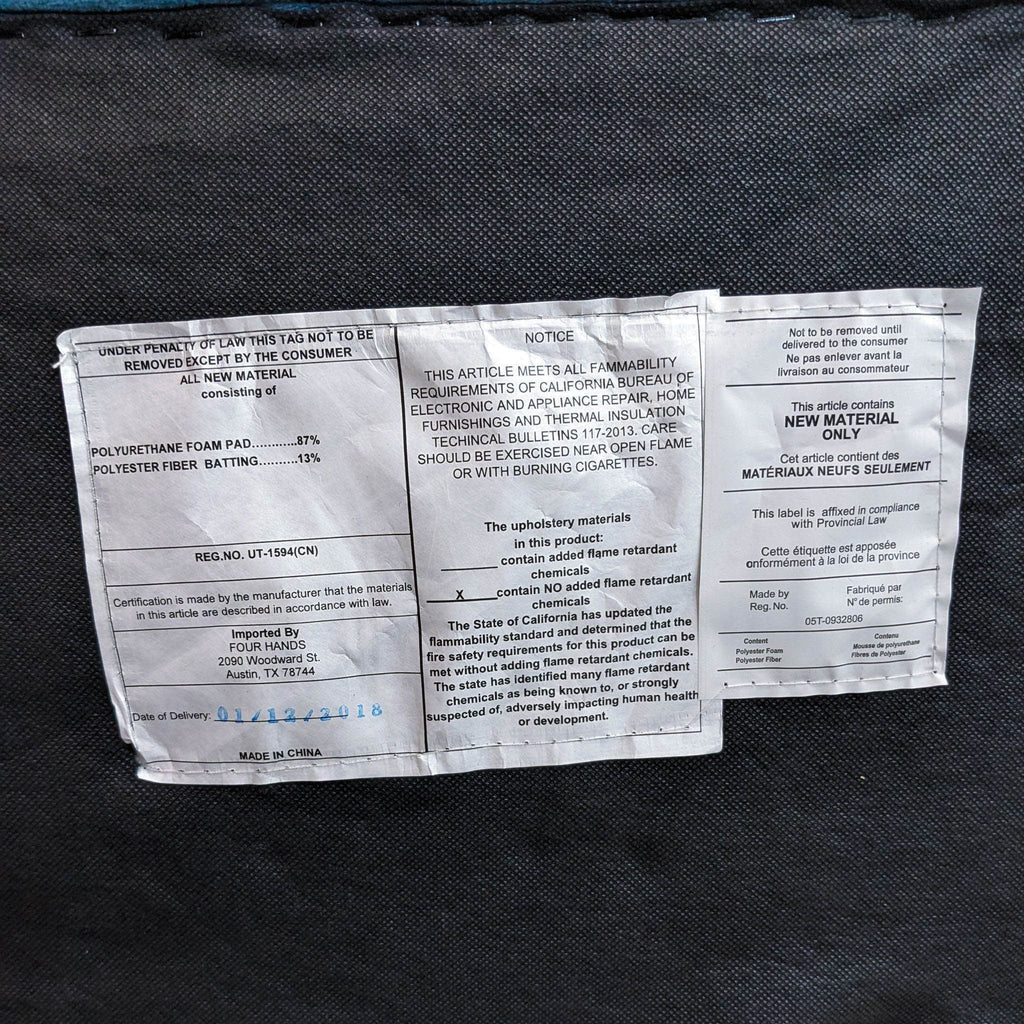 UNDER PENALTY OF LAW THIS TAG NOT TO BE
REMOVED EXCEPT BY THE CONSUMER
ALL NEW MATERIAL
consisting of
POLYURETHANE FOAM PAD...........87%
POLYESTER FIBER BATTING..........13%
REG.NO. UT-1594(CN)
Certification is made by the manufacturer that the materials
in this article are described in accordance with law.
Imported By
FOUR HANDS
2090 Woodward St.
Austin, TX 78744
Date of Delivery: 01/12/2018
MADE IN CHINA
NOTICE
THIS ARTICLE MEETS ALL FAMMABILITY
REQUIREMENTS OF CALIFORNIA BUREAU OF
ELECTRONIC AND APPLIANCE REPAIR, HOME
FURNISHINGS AND THERMAL INSULATION
TECHINCAL BULLETINS 117-2013. CARE
SHOULD BE EXERCISED NEAR OPEN FLAME
OR WITH BURNING CIGARETTES.
The upholstery materials
in this product:
______ contain added flame retardant
chemicals
___X___contain NO added flame retardant
chemicals
The State of California has updated the
flammability standard and determined that the
fire safety requirements for this product can be
met without adding flame retardant chemicals.
The state has identified many flame retardant
chemicals as being known to, or strongly
suspected of, adversely impacting human health
or development.
Not to be removed until
delivered to the consumer
Ne pas enlever avant la
livraison au consommateur
This article contains
NEW MATERIAL
ONLY
Cet article contient des
MATÉRIAUX NEUFS SEULEMENT
This label is affixed in compliance
with Provincial Law
Cette étiquette est apposée
onformément à la loi de la province
Made by
Reg. No.
Fabriqué par
N° de permis:
05T-0932806
Content
Polyester Foam
Polyester Fiber
Contenu
Mousse de polyurethane
Fibres de Polyester